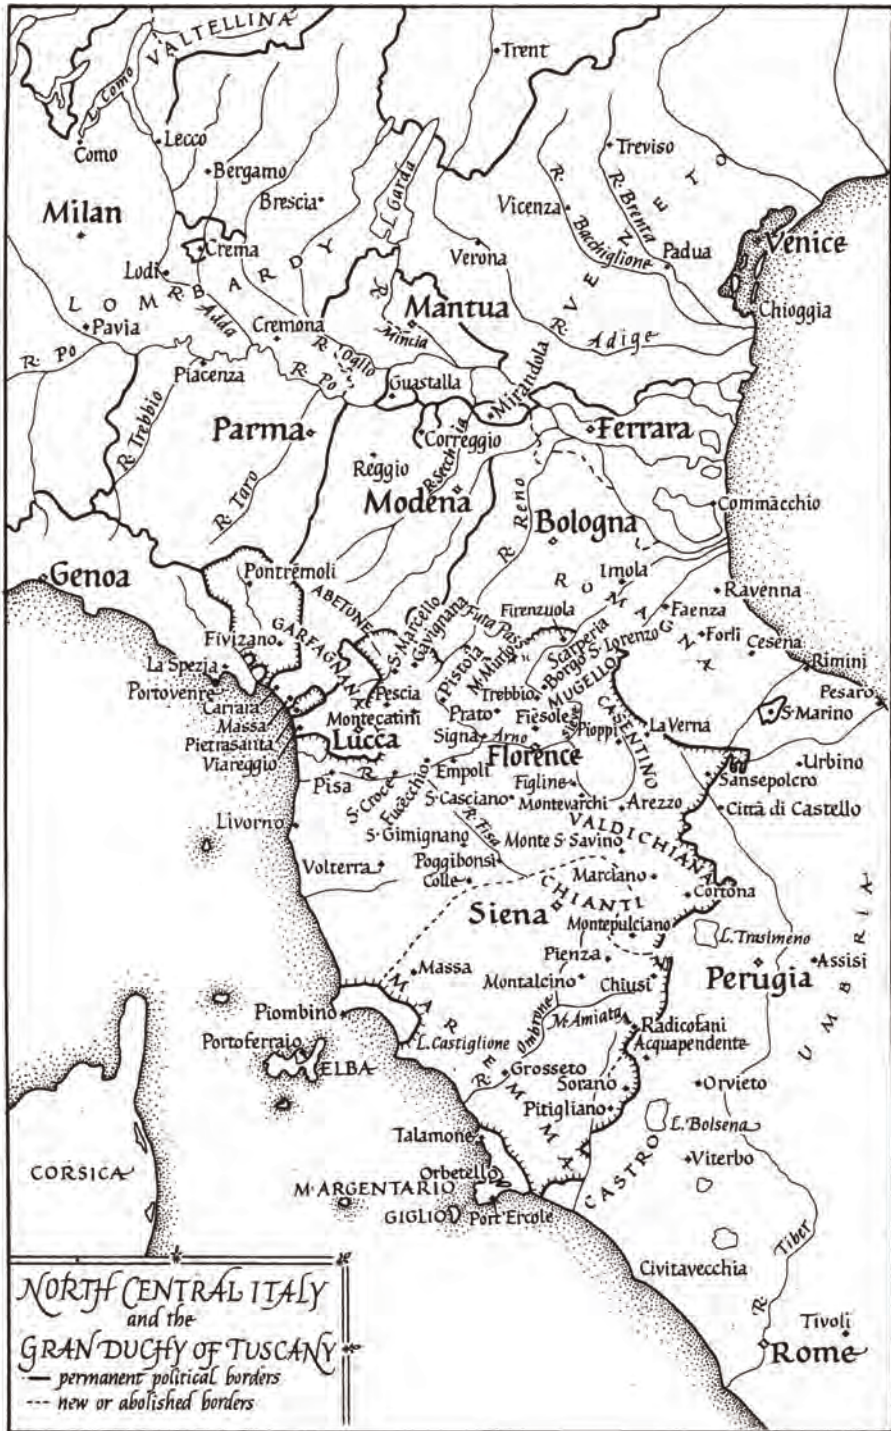 VALTELLINA
Trent
L. Como
Como
Lecco
Treviso
Bergamo
R. Brenta
Brescia
L. Garda
Milan
Vicenza
R. Bacchiglione
VENETO
Crema
Venice
Verona
Padua
Lodi
LOMBARDY
Mantua
Chioggia
Pavia
Adda
Cremona
R. Mincia
R. Adige
R. Po
R. Oglio
Piacenza
R. Po
Guastalla
Mirandola
Parma
Correggio
Ferrara
R. Trebbio
Reggio
R. Secchia
R. Taro
Modena
Commàcchio
R. Reno
Bologna
Genoa
Pontremoli
Imola
ROMAGNA
ABETONE
Ravenna
S. Marcello
Gavignana
Futa Pass
Firenzuola
Faenza
Fivizano
GARFAGNANA
Scarperia
Borgo S. Lorenzo
Forlì
Cesena
La Spezia
Pistoia
M. Murlo
MUGELLO
Rimini
Portovenre
Pescia
Trebbio
Pesaro
Carrara
Montecatini
Prato
Fiesole
CASENTINO
S. Marino
Massa
Lucca
Signa
Arno
R. Sieve
Pioppi
La Verna
Pietrasanta
Viareggio
Florence
Urbino
Pisa
R.
Empoli
Sansepolcro
S. Croce
Fucecchio
Figline
S. Casciano
Montevarchi
Arezzo
Città di Castello
Livorno
R. Elsa
VALDICHIANA
S. Gimignano
Monte S. Savino
Volterra
Poggibonsi
Marciano
Colle
CHIANTI
Cortona
UMBRIA
Siena
Montepulciano
L. Trasimeno
Pienza
Massa
Perugia
Assisi
MAREMMA
Montalcino
Chiusi
Piombino
R. Ombrone
M. Amiata
Radicofani
Portoferraio
L. Castiglione
Acquapendente
ELBA
Grosseto
Sorano
Orvieto
Pitigliano
L. Bolsena
Talamone
CASTRO
Viterbo
CORSICA
Orbetello
M. ARGENTARIO
GIGLIO
Port'Ercole
R. Tiber
Civitavecchia
Tivoli
Rome
NORTH CENTRAL ITALY
and the
GRAN DUCHY OF TUSCANY
permanent political borders
new or abolished borders